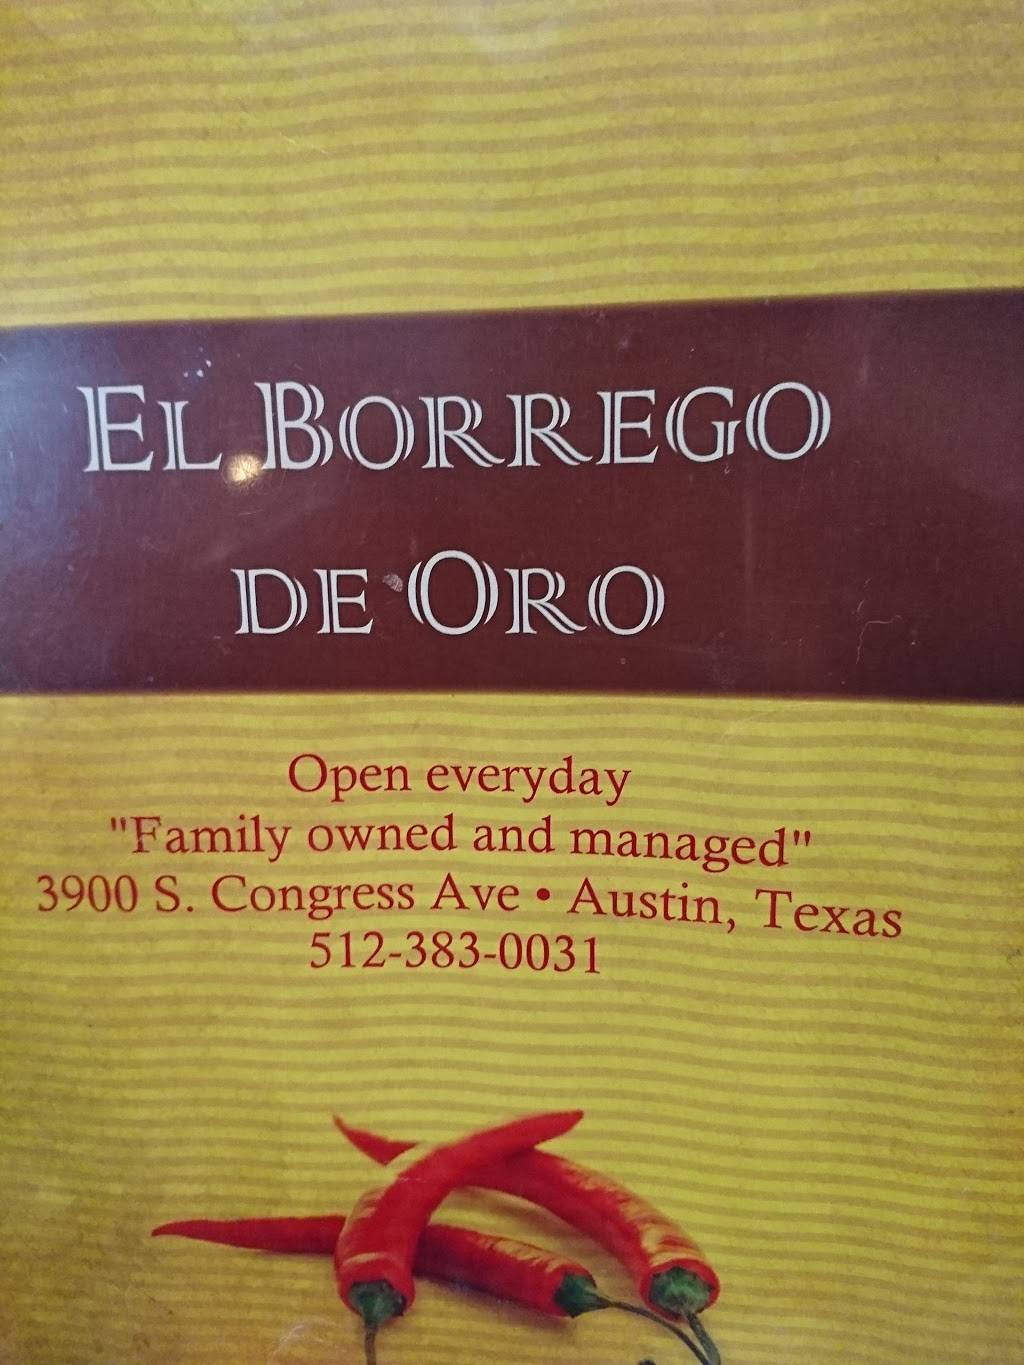 El Borrego
de Oro
Open everyday
"Family owned and managed"
3900 S. Congress Ave • Austin, Texas
512-383-0031